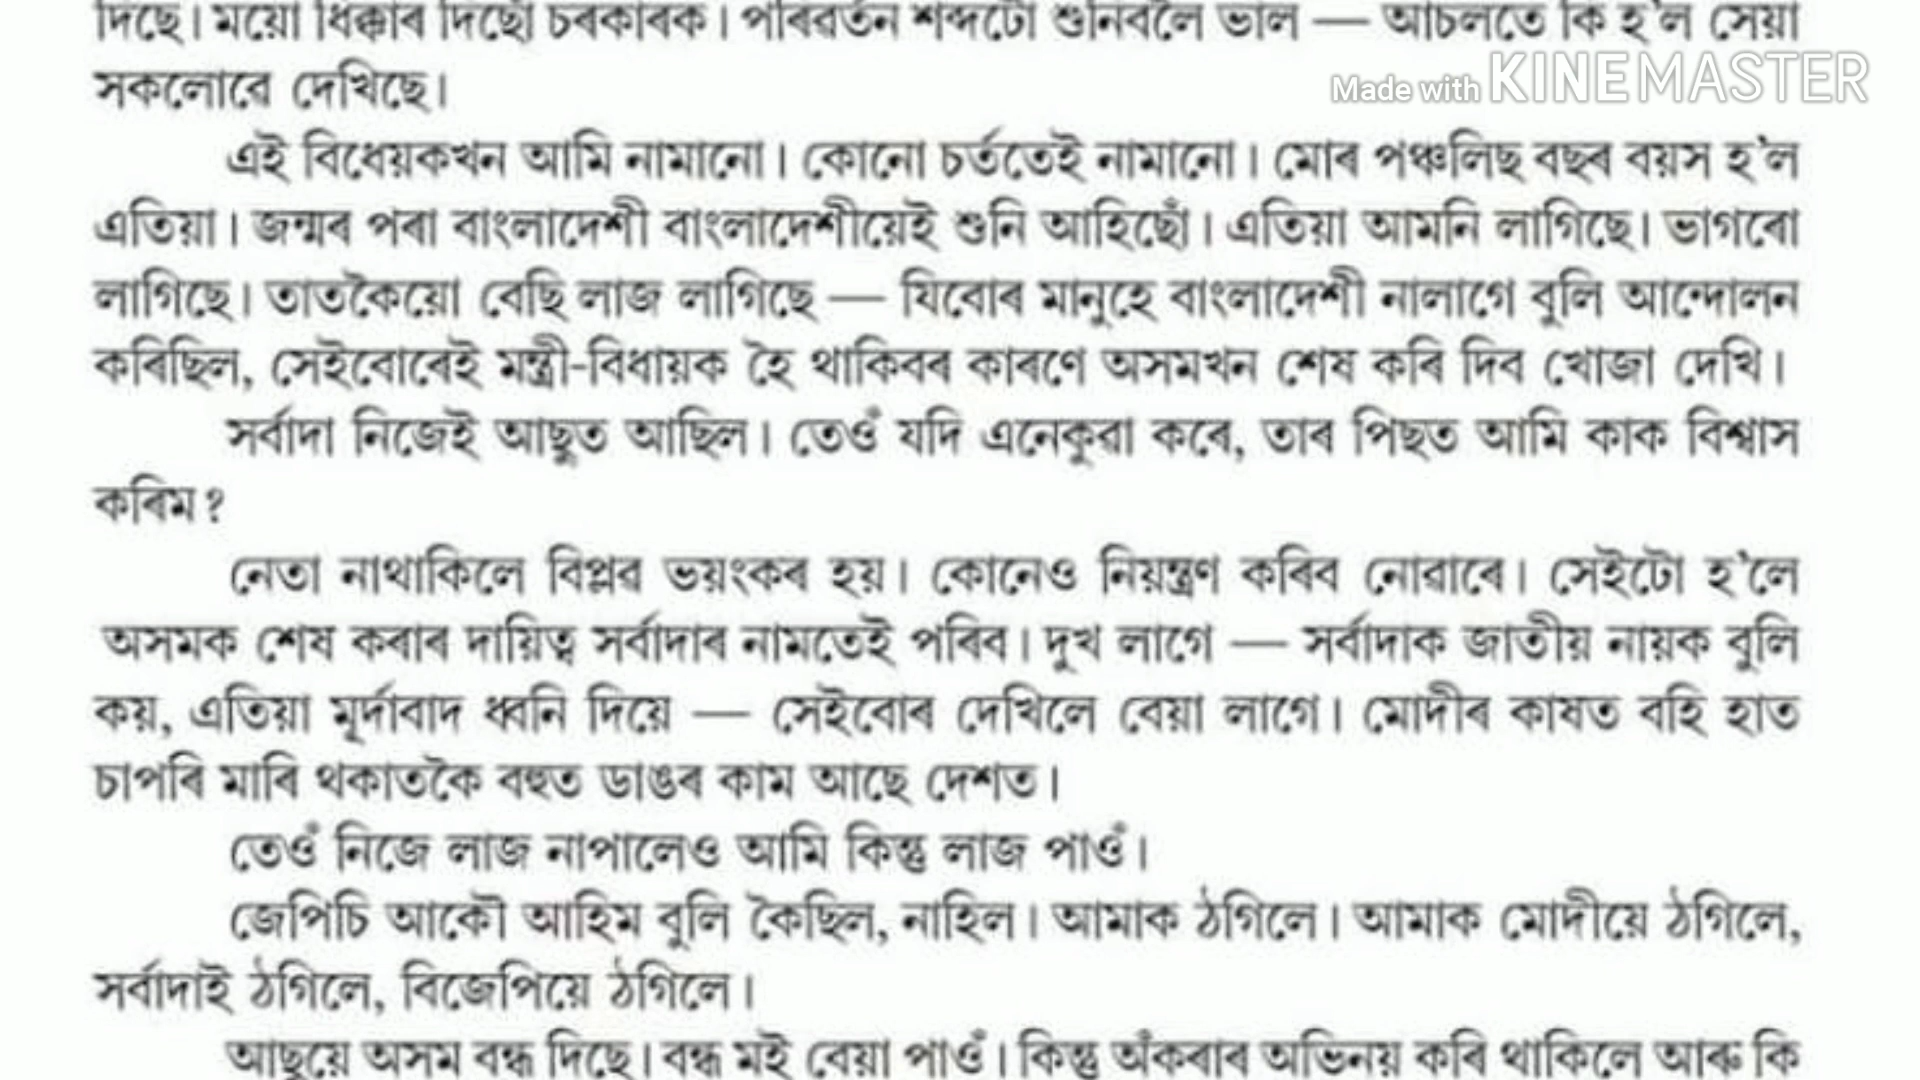 দিছে। ময়ো ধিক্কাৰ দিছোঁ চৰকাৰক। পৰিৱৰ্তন শব্দটো শুনিবলৈ ভাল — আচলতে কি হ'ল সেয়া
সকলোৱে দেখিছে।
Made with KINEMASTER
এই বিধেয়কখন আমি নামানো। কোনো চৰ্ততেই নামানো। মোৰ পঞ্চলিছ বছৰ বয়স হ'ল
এতিয়া। জন্মৰ পৰা বাংলাদেশী বাংলাদেশীয়েই শুনি আহিছোঁ। এতিয়া আমনি লাগিছে। ভাগৰো
লাগিছে। তাতকৈয়ো বেছি লাজ লাগিছে — যিবোৰ মানুহে বাংলাদেশী নালাগে বুলি আন্দোলন
কৰিছিল, সেইবোৰেই মন্ত্ৰী-বিধায়ক হৈ থাকিবৰ কাৰণে অসমখন শেষ কৰি দিব খোজা দেখি।
সৰ্বাদা নিজেই আছুত আছিল। তেওঁ যদি এনেকুৱা কৰে, তাৰ পিছত আমি কাক বিশ্বাস
কৰিম?
নেতা নাথাকিলে বিপ্লৱ ভয়ংকৰ হয়। কোনেও নিয়ন্ত্ৰণ কৰিব নোৱাৰে। সেইটো হ'লে
অসমক শেষ কৰাৰ দায়িত্ব সৰ্বাদাৰ নামতেই পৰিব। দুখ লাগে — সৰ্বাদাক জাতীয় নায়ক বুলি
কয়, এতিয়া মূৰ্দাবাদ ধ্বনি দিয়ে — সেইবোৰ দেখিলে বেয়া লাগে। মোদীৰ কাষত বহি হাত
চাপৰি মাৰি থকাতকৈ বহুত ডাঙৰ কাম আছে দেশত।
তেওঁ নিজে লাজ নাপালেও আমি কিন্তু লাজ পাওঁ।
জেপিচি আকৌ আহিম বুলি কৈছিল, নাহিল। আমাক ঠগিলে। আমাক মোদীয়ে ঠগিলে,
সৰ্বাদাই ঠগিলে, বিজেপিয়ে ঠগিলে।
আছুয়ে অসম বন্ধ দিছে। বন্ধ মই বেয়া পাওঁ। কিন্তু অঁকৰাৰ অভিনয় কৰি থাকিলে আৰু কি